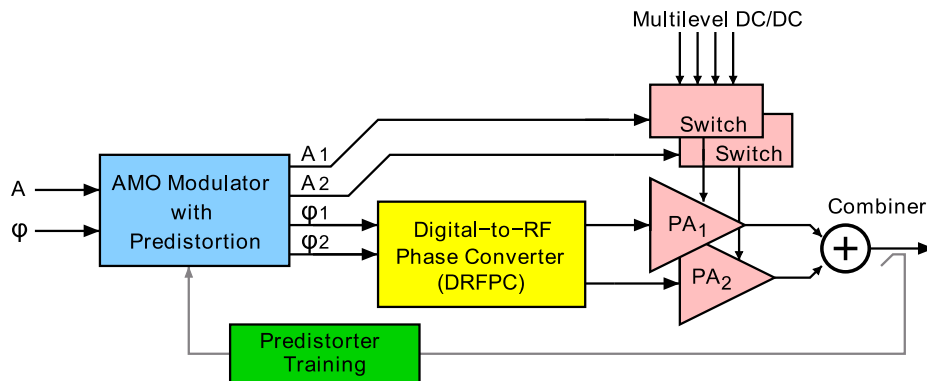 Multilevel DC/DC
Switch
Switch
A1
A2
φ1
φ2
A
φ
AMO Modulator
with
Predistortion
Digital−to−RF
Phase Converter
(DRFPC)
PA1
PA2
Combiner
+
Predistorter
Training